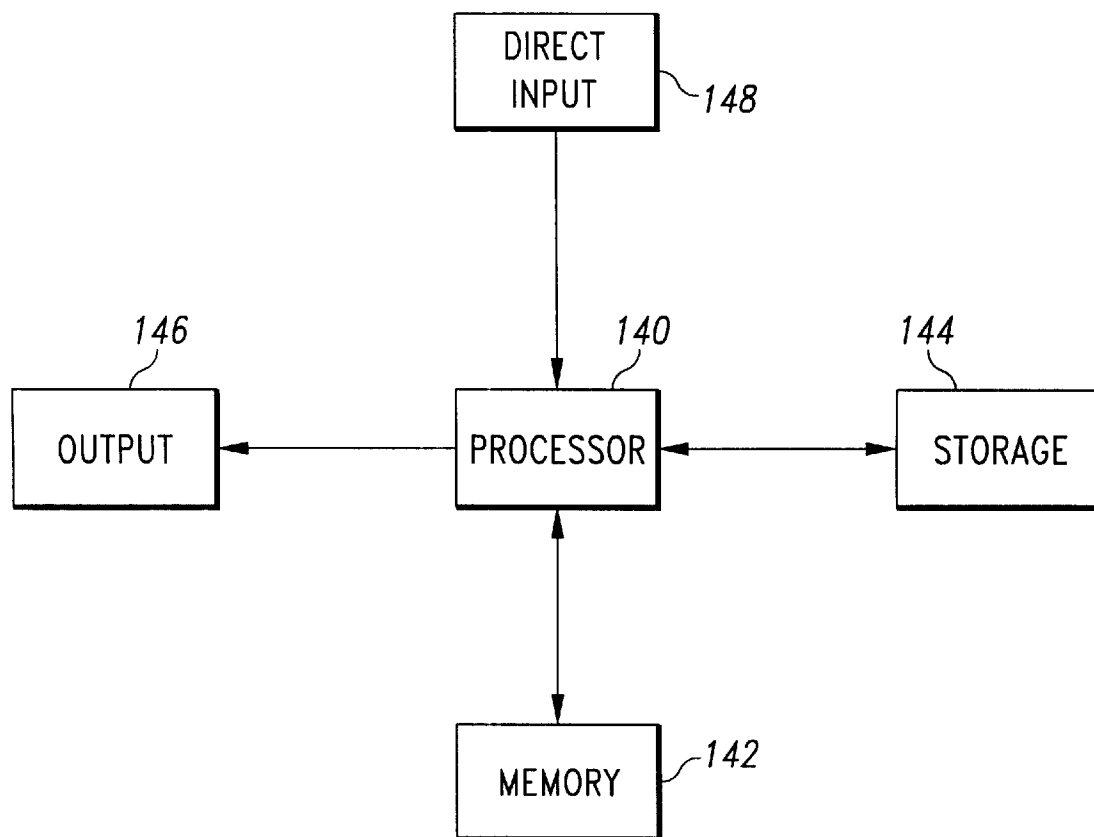 DIRECT
INPUT
148
146
140
144
OUTPUT
PROCESSOR
STORAGE
MEMORY
142